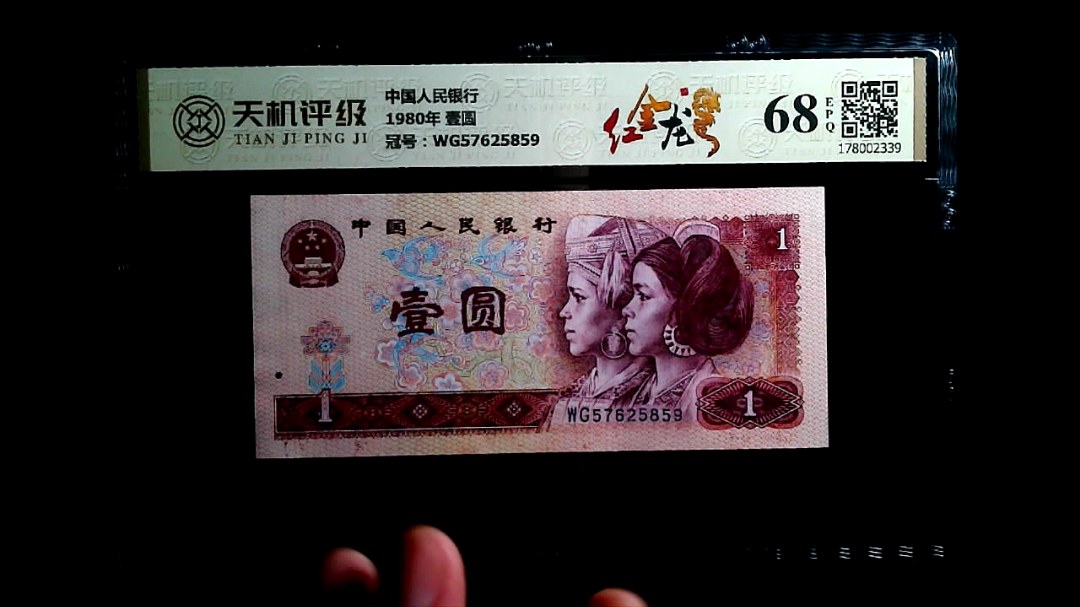 天机评级
TIAN JI PING JI
中国人民银行
1980年 壹圆
冠号：WG57625859
红金龙
68
EPQ
178002339
中国人民银行
1
壹圆
1
WG57625859
1